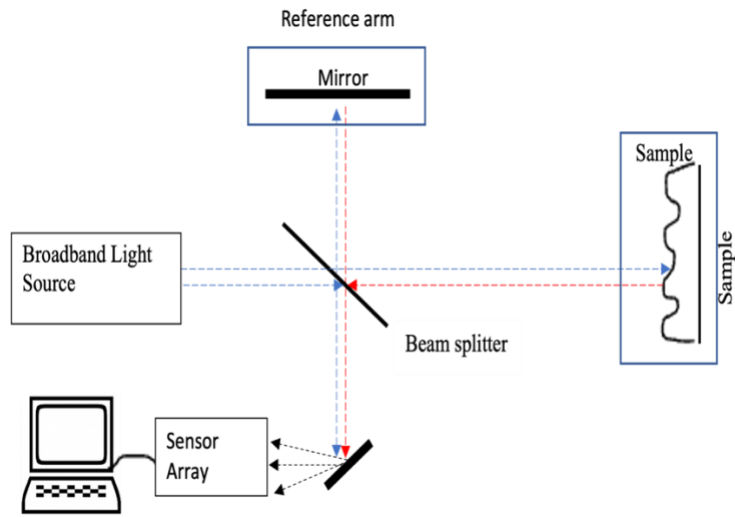 Reference arm
Mirror
Sample
Sample
Broadband Light
Source
Beam splitter
Sensor
Array